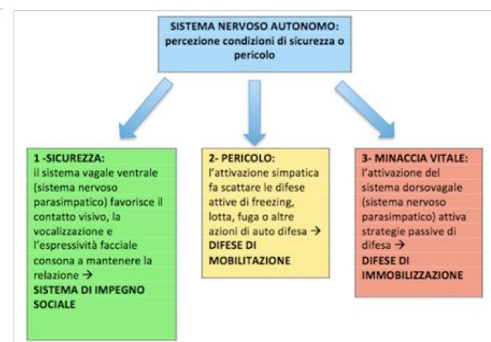 SISTEMA NERVOSO AUTONOMO:
percezione condizioni di sicurezza o
pericolo
1 -SICUREZZA:
il sistema vagale ventrale
(sistema nervoso
parasimpatico) favorisce il
contatto visivo, la
vocalizzazione e
l'espressività facciale
consona a mantenere la
relazione →
SISTEMA DI IMPEGNO
SOCIALE
2- PERICOLO:
l'attivazione simpatica
fa scattare le difese
attive di freezing,
lotta, fuga o altre
azioni di auto difesa →
DIFESE DI
MOBILITAZIONE
3- MINACCIA VITALE:
l'attivazione del
sistema dorsovagale
(sistema nervoso
parasimpatico) attiva
strategie passive di
difesa →
DIFESE DI
IMMOBILIZZAZIONE